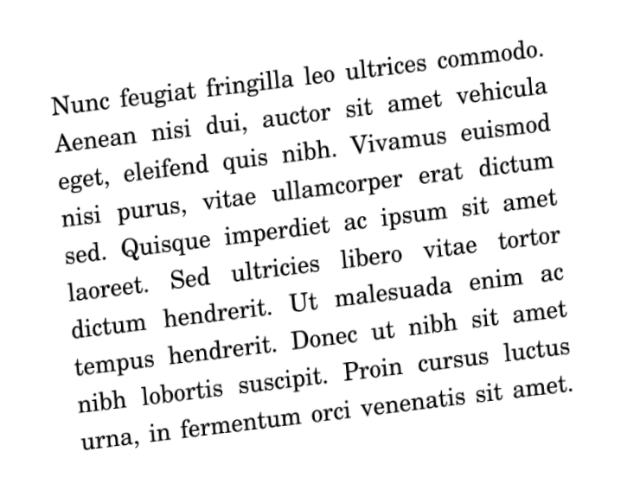 Nunc feugiat fringilla leo ultrices commodo.
Aenean nisi dui, auctor sit amet vehicula
eget, eleifend quis nibh. Vivamus euismod
nisi purus, vitae ullamcorper erat dictum
sed. Quisque imperdiet ac ipsum sit amet
laoreet. Sed ultricies libero vitae tortor
dictum hendrerit. Ut malesuada enim ac
tempus hendrerit. Donec ut nibh sit amet
nibh lobortis suscipit. Proin cursus luctus
urna, in fermentum orci venenatis sit amet.